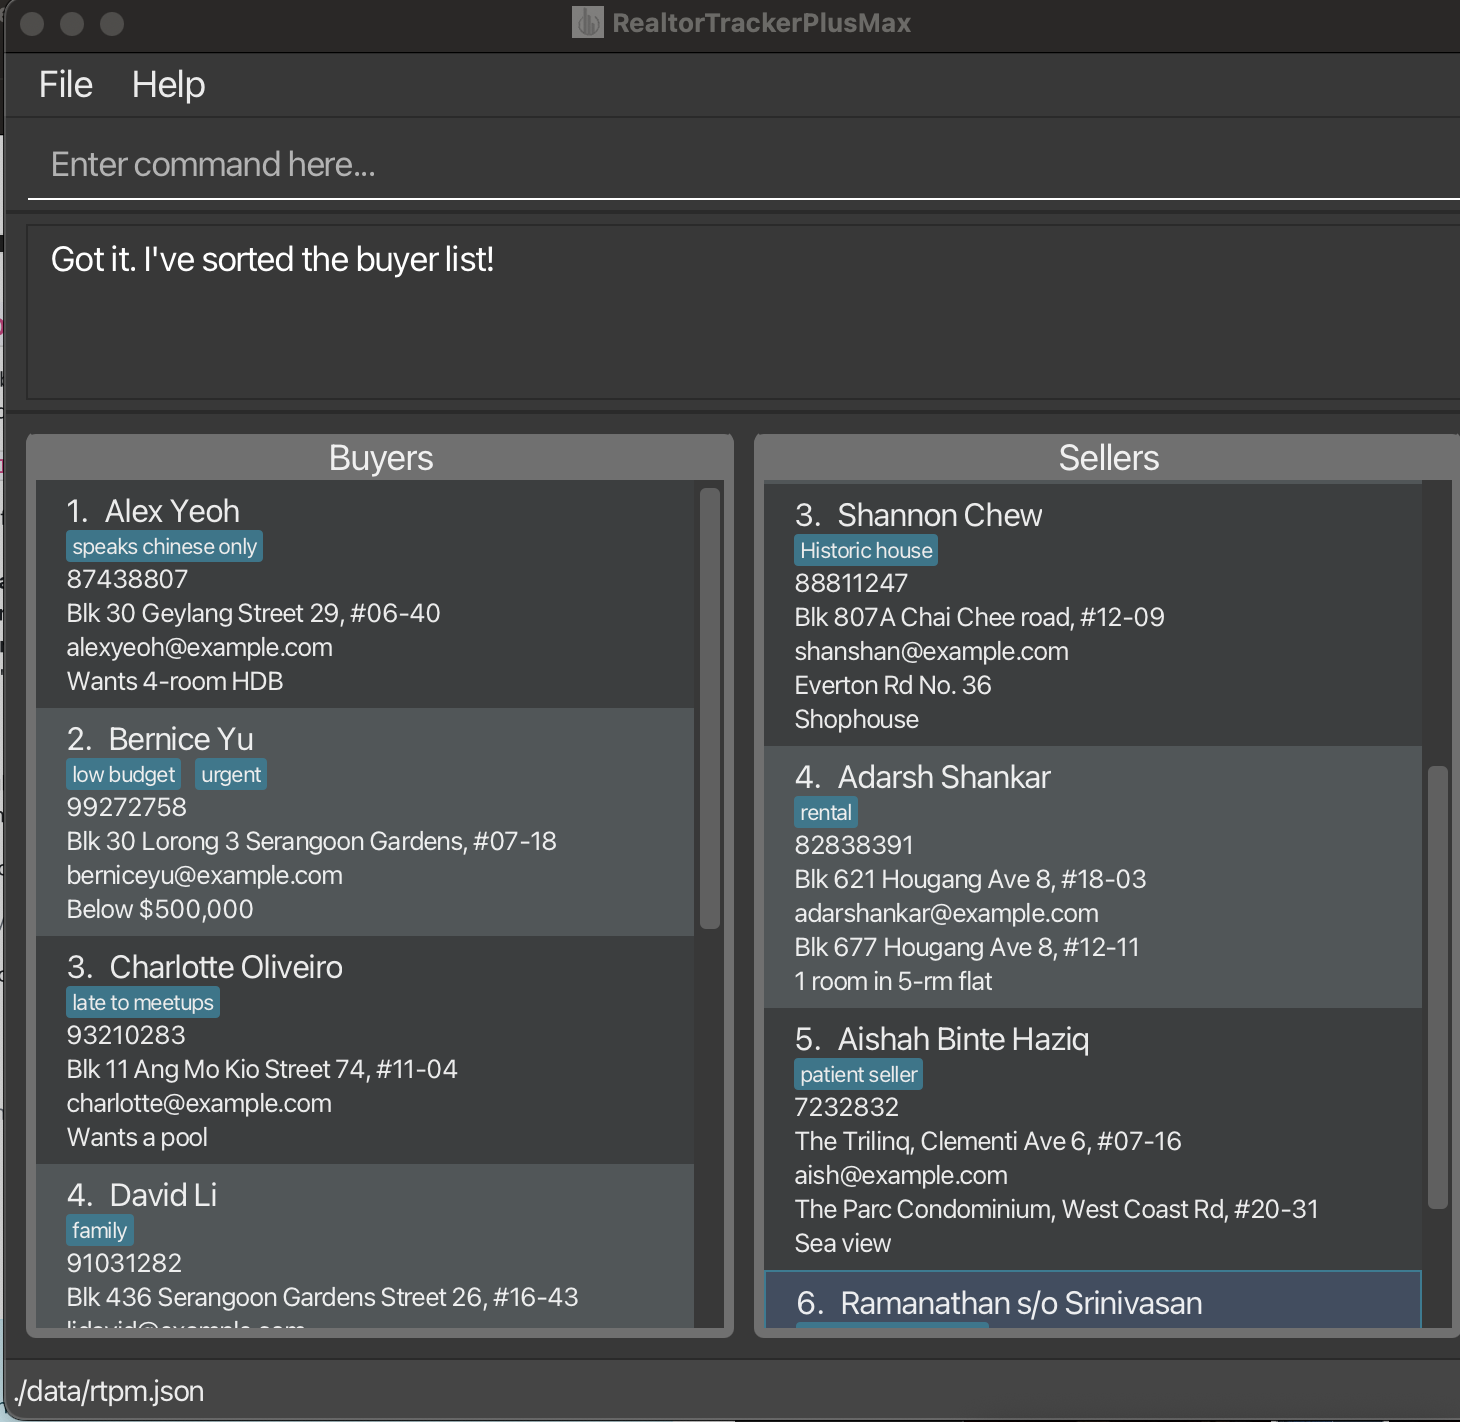 RealtorTrackerPlusMax
File Help
Enter command here...
Got it. I've sorted the buyer list!
Buyers
1. Alex Yeoh
speaks chinese only
87438807
Blk 30 Geylang Street 29, #06-40
alexyeoh@example.com
Wants 4-room HDB
2. Bernice Yu
low budget urgent
99272758
Blk 30 Lorong 3 Serangoon Gardens, #07-18
berniceyu@example.com
Below $500,000
3. Charlotte Oliveiro
late to meetups
93210283
Blk 11 Ang Mo Kio Street 74, #11-04
charlotte@example.com
Wants a pool
4. David Li
family
91031282
Blk 436 Serangoon Gardens Street 26, #16-43
lidavid@example.com
Sellers
3. Shannon Chew
Historic house
88811247
Blk 807A Chai Chee road, #12-09
shanshan@example.com
Everton Rd No. 36
Shophouse
4. Adarsh Shankar
rental
82838391
Blk 621 Hougang Ave 8, #18-03
adarshankar@example.com
Blk 677 Hougang Ave 8, #12-11
1 room in 5-rm flat
5. Aishah Binte Haziq
patient seller
7232832
The Trilinq, Clementi Ave 6, #07-16
aish@example.com
The Parc Condominium, West Coast Rd, #20-31
Sea view
6. Ramanathan s/o Srinivasan
./data/rtpm.json